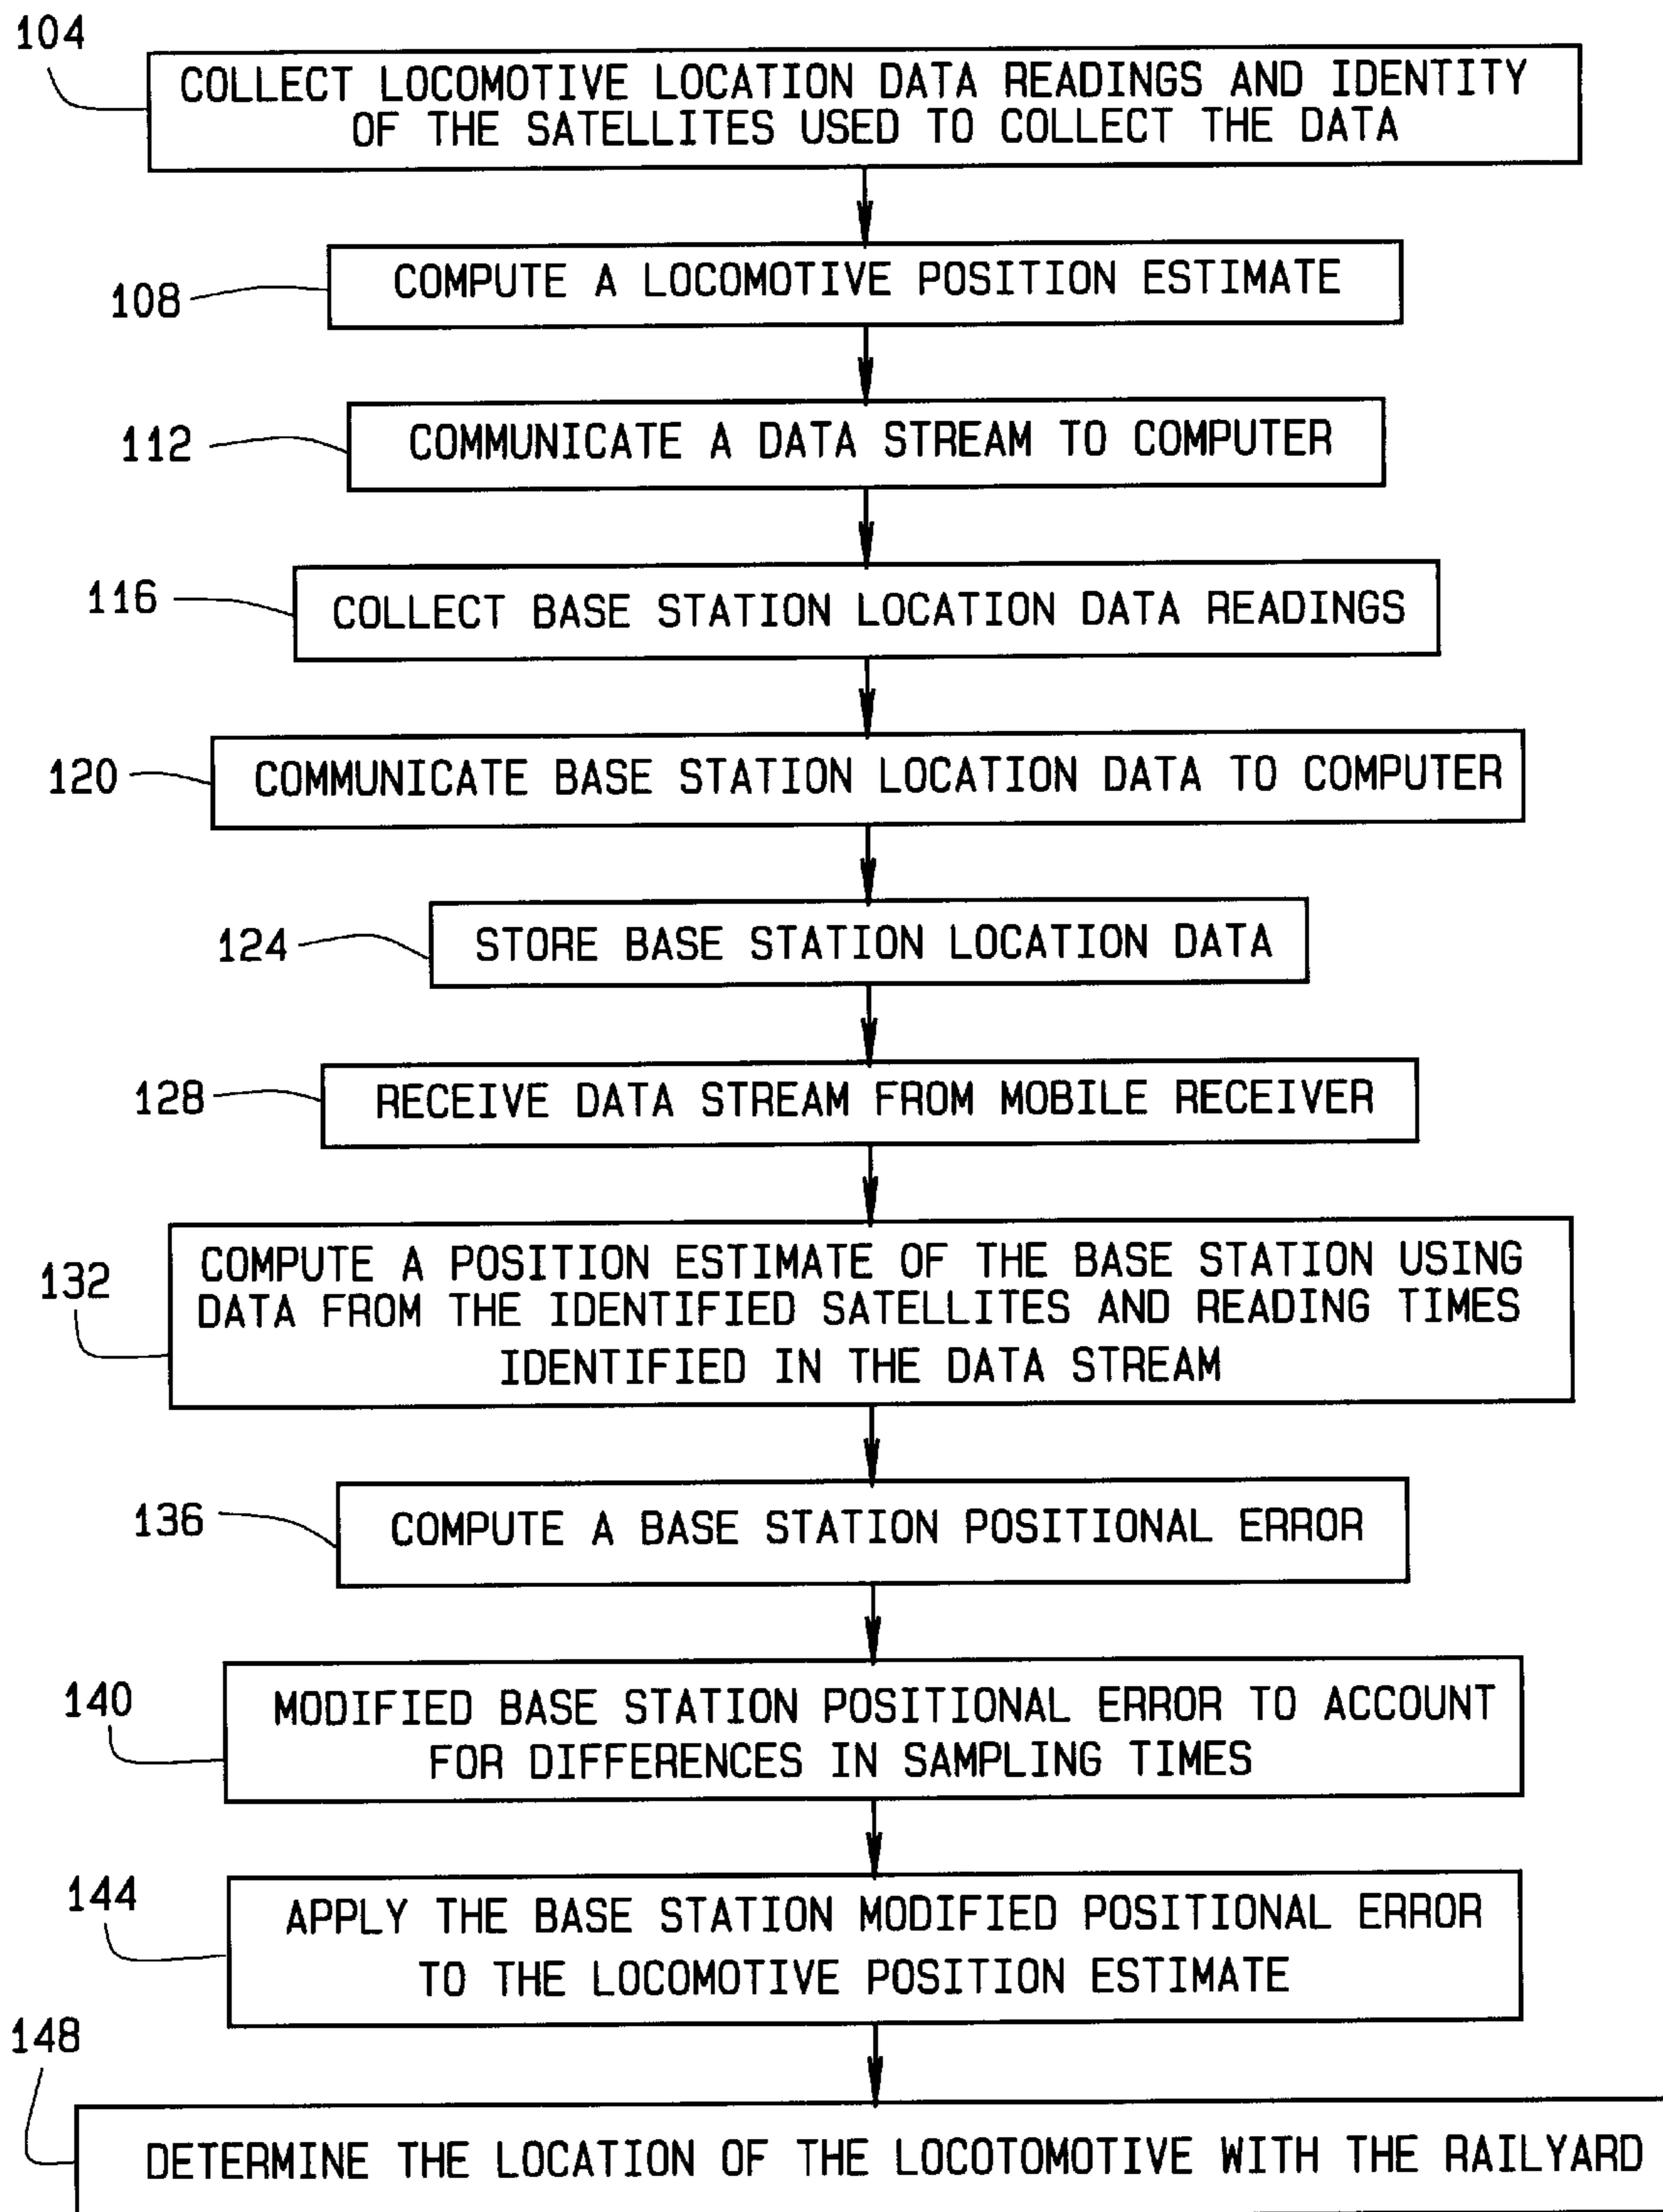 104
COLLECT LOCOMOTIVE LOCATION DATA READINGS AND IDENTITY
OF THE SATELLITES USED TO COLLECT THE DATA
108
COMPUTE A LOCOMOTIVE POSITION ESTIMATE
112
COMMUNICATE A DATA STREAM TO COMPUTER
116
COLLECT BASE STATION LOCATION DATA READINGS
120
COMMUNICATE BASE STATION LOCATION DATA TO COMPUTER
124
STORE BASE STATION LOCATION DATA
128
RECEIVE DATA STREAM FROM MOBILE RECEIVER
132
COMPUTE A POSITION ESTIMATE OF THE BASE STATION USING
DATA FROM THE IDENTIFIED SATELLITES AND READING TIMES
IDENTIFIED IN THE DATA STREAM
136
COMPUTE A BASE STATION POSITIONAL ERROR
140
MODIFIED BASE STATION POSITIONAL ERROR TO ACCOUNT
FOR DIFFERENCES IN SAMPLING TIMES
144
APPLY THE BASE STATION MODIFIED POSITIONAL ERROR
TO THE LOCOMOTIVE POSITION ESTIMATE
148
DETERMINE THE LOCATION OF THE LOCOTOMOTIVE WITH THE RAILYARD